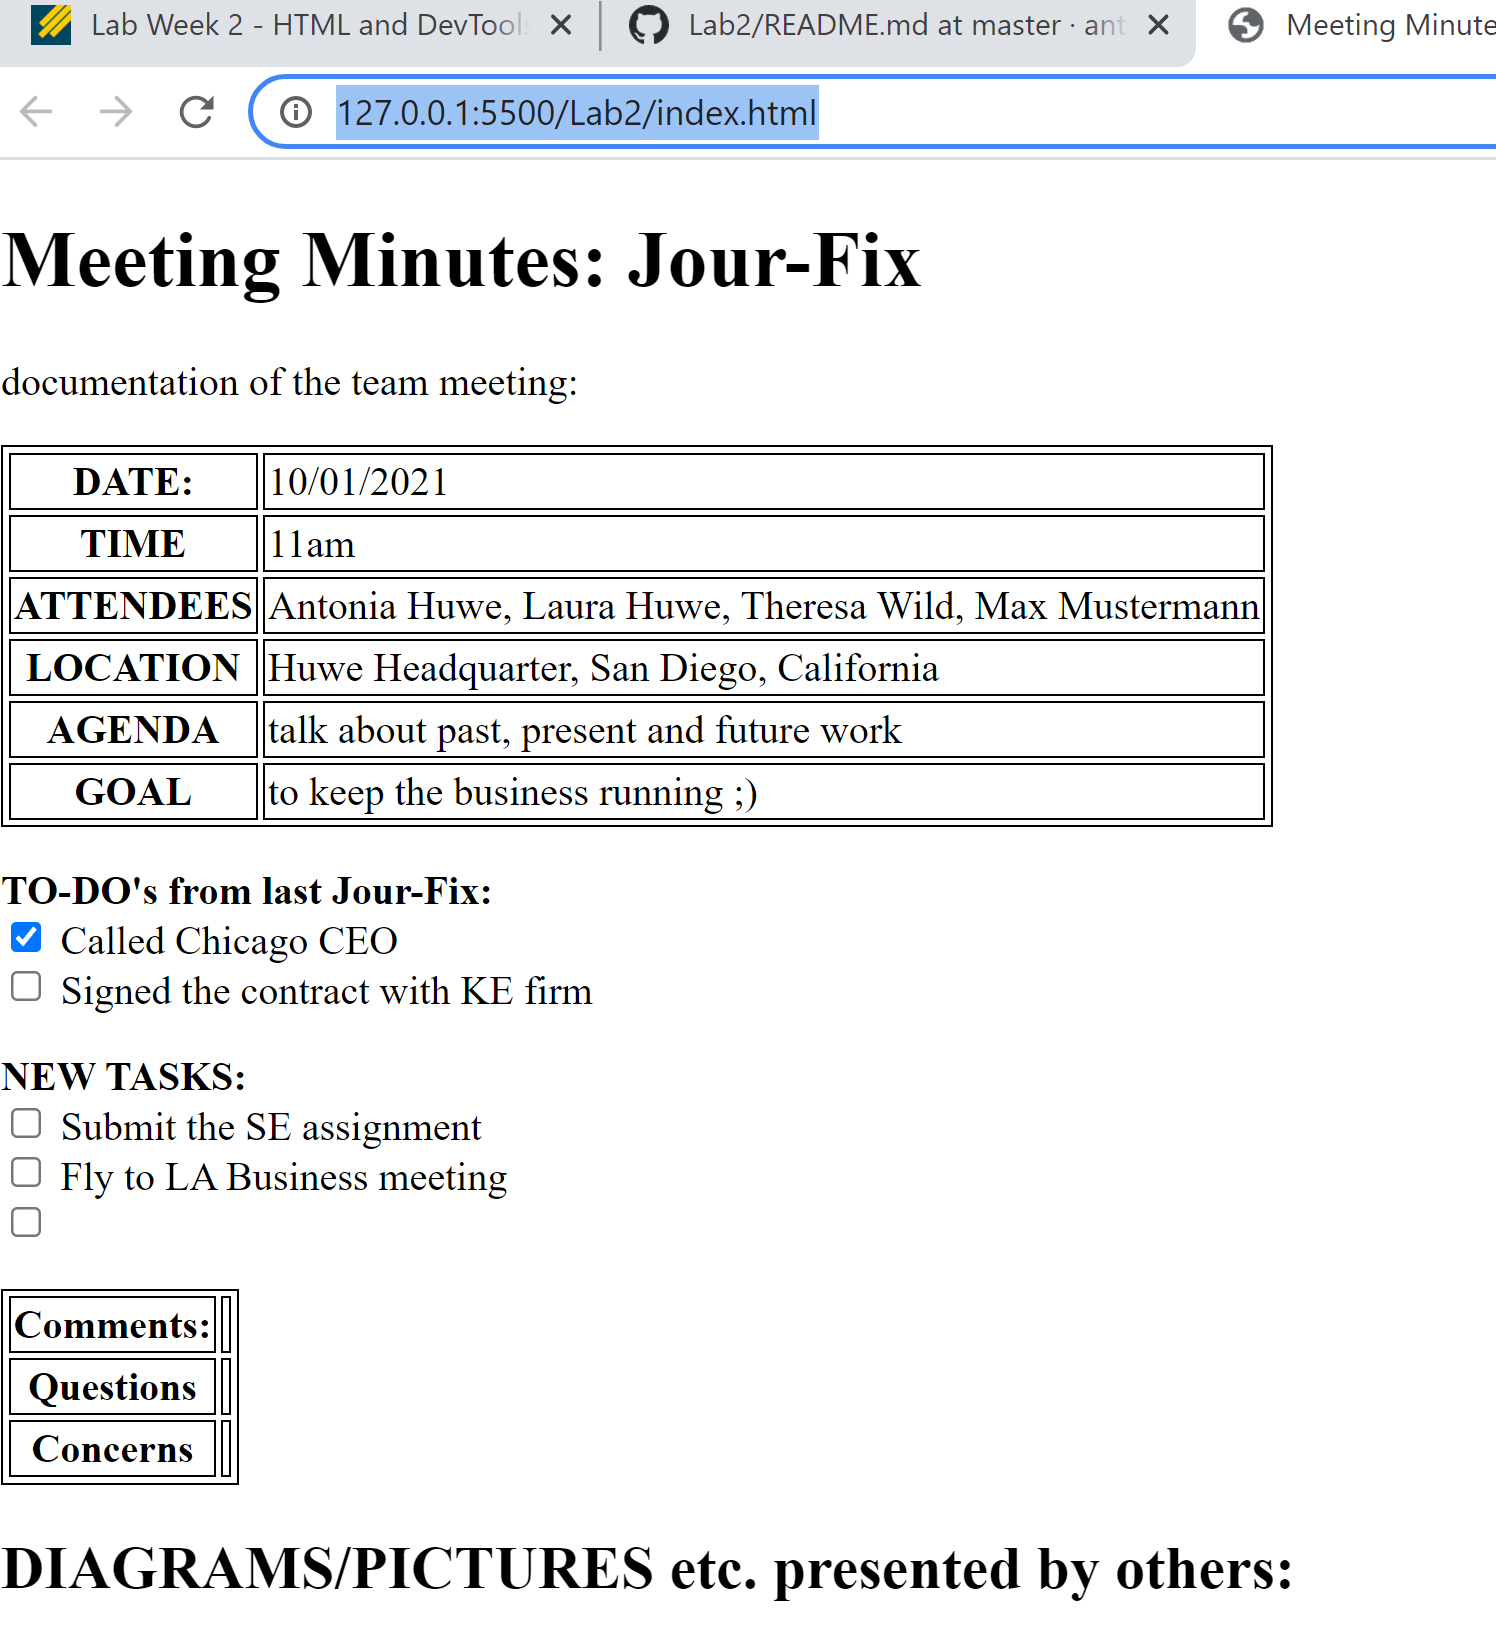 Lab Week 2 - HTML and DevTools Lab2/README.md at master · ant Meeting Minute
127.0.0.1:5500/Lab2/index.html
Meeting Minutes: Jour-Fix
documentation of the team meeting:
DATE: 10/01/2021
TIME 11am
ATTENDEES Antonia Huwe, Laura Huwe, Theresa Wild, Max Mustermann
LOCATION Huwe Headquarter, San Diego, California
AGENDA talk about past, present and future work
GOAL to keep the business running ;)
TO-DO's from last Jour-Fix:
Called Chicago CEO
Signed the contract with KE firm
NEW TASKS:
Submit the SE assignment
Fly to LA Business meeting
Comments:
Questions
Concerns
DIAGRAMS/PICTURES etc. presented by others: